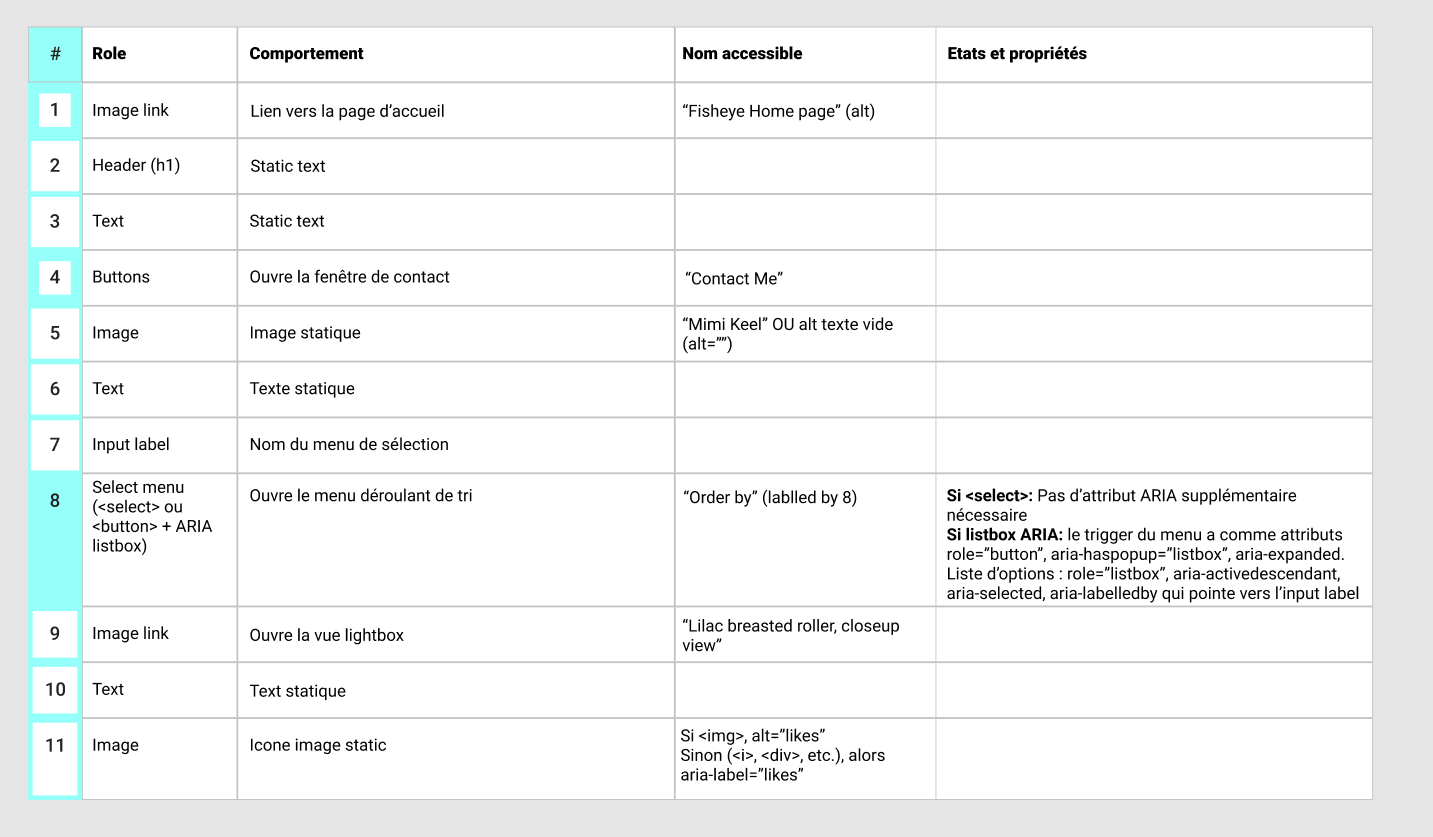 # Role Comportement Nom accessible Etats et propriétés
1 Image link Lien vers la page d’accueil “Fisheye Home page” (alt)
2 Header (h1) Static text
3 Text Static text
4 Buttons Ouvre la fenêtre de contact “Contact Me”
5 Image Image statique “Mimi Keel” OU alt texte vide
(alt=””)
6 Text Texte statique
7 Input label Nom du menu de sélection
8 Select menu
(<select> ou
<button> + ARIA
listbox)
Ouvre le menu déroulant de tri
“Order by” (lablled by 8)
Si <select>: Pas d’attribut ARIA supplémentaire
nécessaire
Si listbox ARIA: le trigger du menu a comme attributs
role=”button”, aria-haspopup=”listbox”, aria-expanded.
Liste d’options : role=”listbox”, aria-activedescendant,
aria-selected, aria-labelledby qui pointe vers l’input label
9 Image link Ouvre la vue lightbox “Lilac breasted roller, closeup
view”
10 Text Text statique
11 Image Icone image static
Si <img>, alt=”likes”
Sinon (<i>, <div>, etc.), alors
aria-label=”likes”